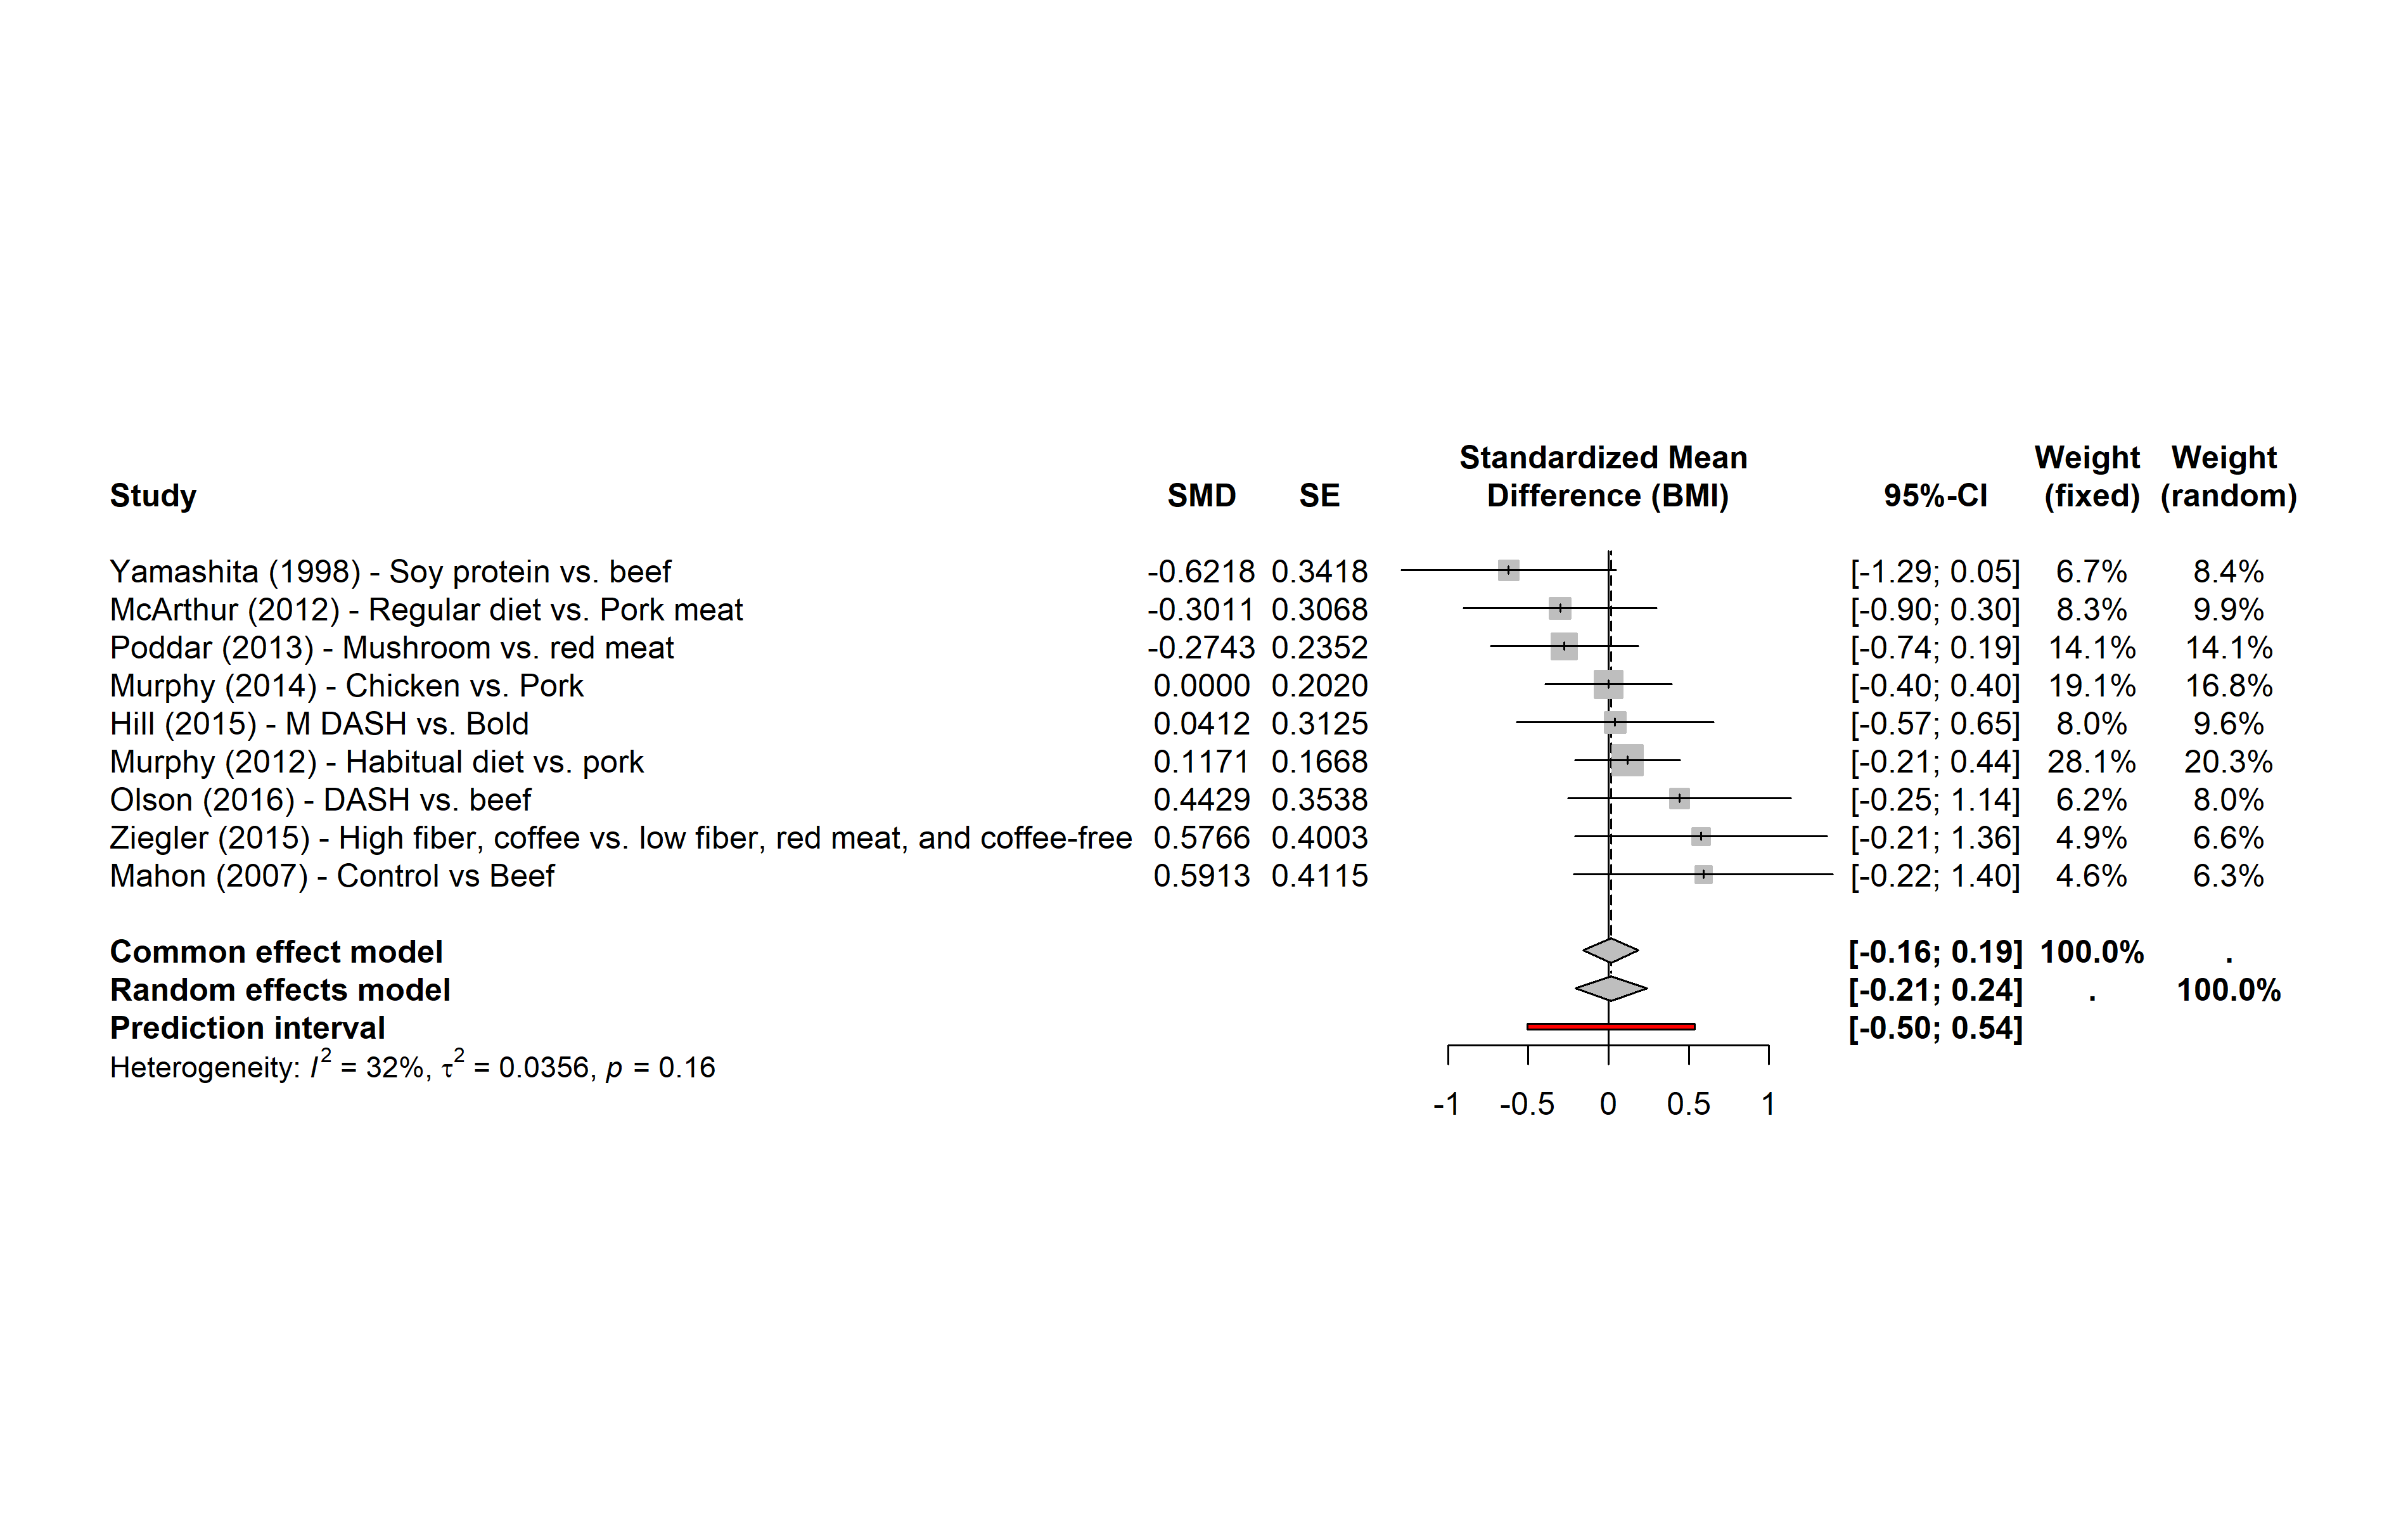 Standardized Mean Weight Weight
Study SMD SE Difference (BMI) 95%-CI (fixed) (random)
Yamashita (1998) - Soy protein vs. beef -0.6218 0.3418 [-1.29; 0.05] 6.7% 8.4%
McArthur (2012) - Regular diet vs. Pork meat -0.3011 0.3068 [-0.90; 0.30] 8.3% 9.9%
Poddar (2013) - Mushroom vs. red meat -0.2743 0.2352 [-0.74; 0.19] 14.1% 14.1%
Murphy (2014) - Chicken vs. Pork 0.0000 0.2020 [-0.40; 0.40] 19.1% 16.8%
Hill (2015) - M DASH vs. Bold 0.0412 0.3125 [-0.57; 0.65] 8.0% 9.6%
Murphy (2012) - Habitual diet vs. pork 0.1171 0.1668 [-0.21; 0.44] 28.1% 20.3%
Olson (2016) - DASH vs. beef 0.4429 0.3538 [-0.25; 1.14] 6.2% 8.0%
Ziegler (2015) - High fiber, coffee vs. low fiber, red meat, and coffee-free 0.5766 0.4003 [-0.21; 1.36] 4.9% 6.6%
Mahon (2007) - Control vs Beef 0.5913 0.4115 [-0.22; 1.40] 4.6% 6.3%
Common effect model [-0.16; 0.19] 100.0% .
Random effects model [-0.21; 0.24] . 100.0%
Prediction interval [-0.50; 0.54]
Heterogeneity: I² = 32%, τ² = 0.0356, p = 0.16
-1 -0.5 0 0.5 1